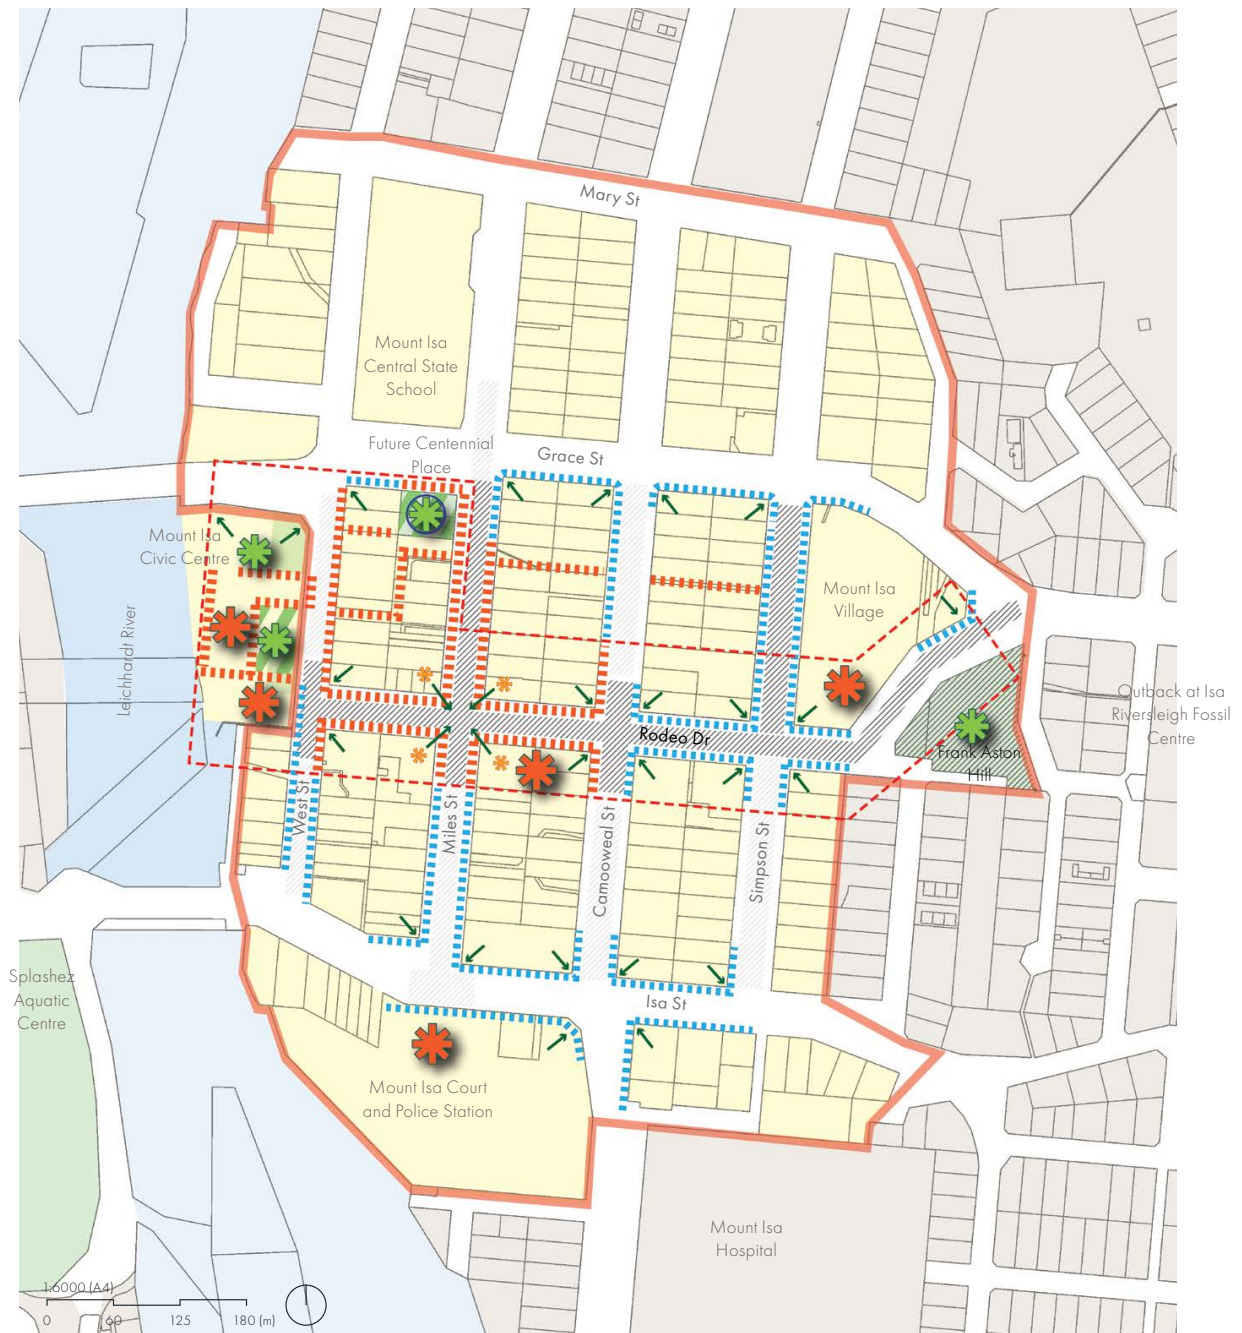 Mary St
Mount Isa
Central State
School
Future Centennial
Place
Grace St
Mount Isa
Civic Centre
Mount Isa
Village
Leichhardt River
Outback at Isa
Riversleigh Fossil
Centre
Rodeo Dr
Frank Aston
Hill
West St
Miles St
Camooweal St
Simpson St
Splashez
Aquatic
Centre
Isa St
Mount Isa Court
and Police Station
Mount Isa
Hospital
1:6000 (A4)
0 60 125 180 (m)